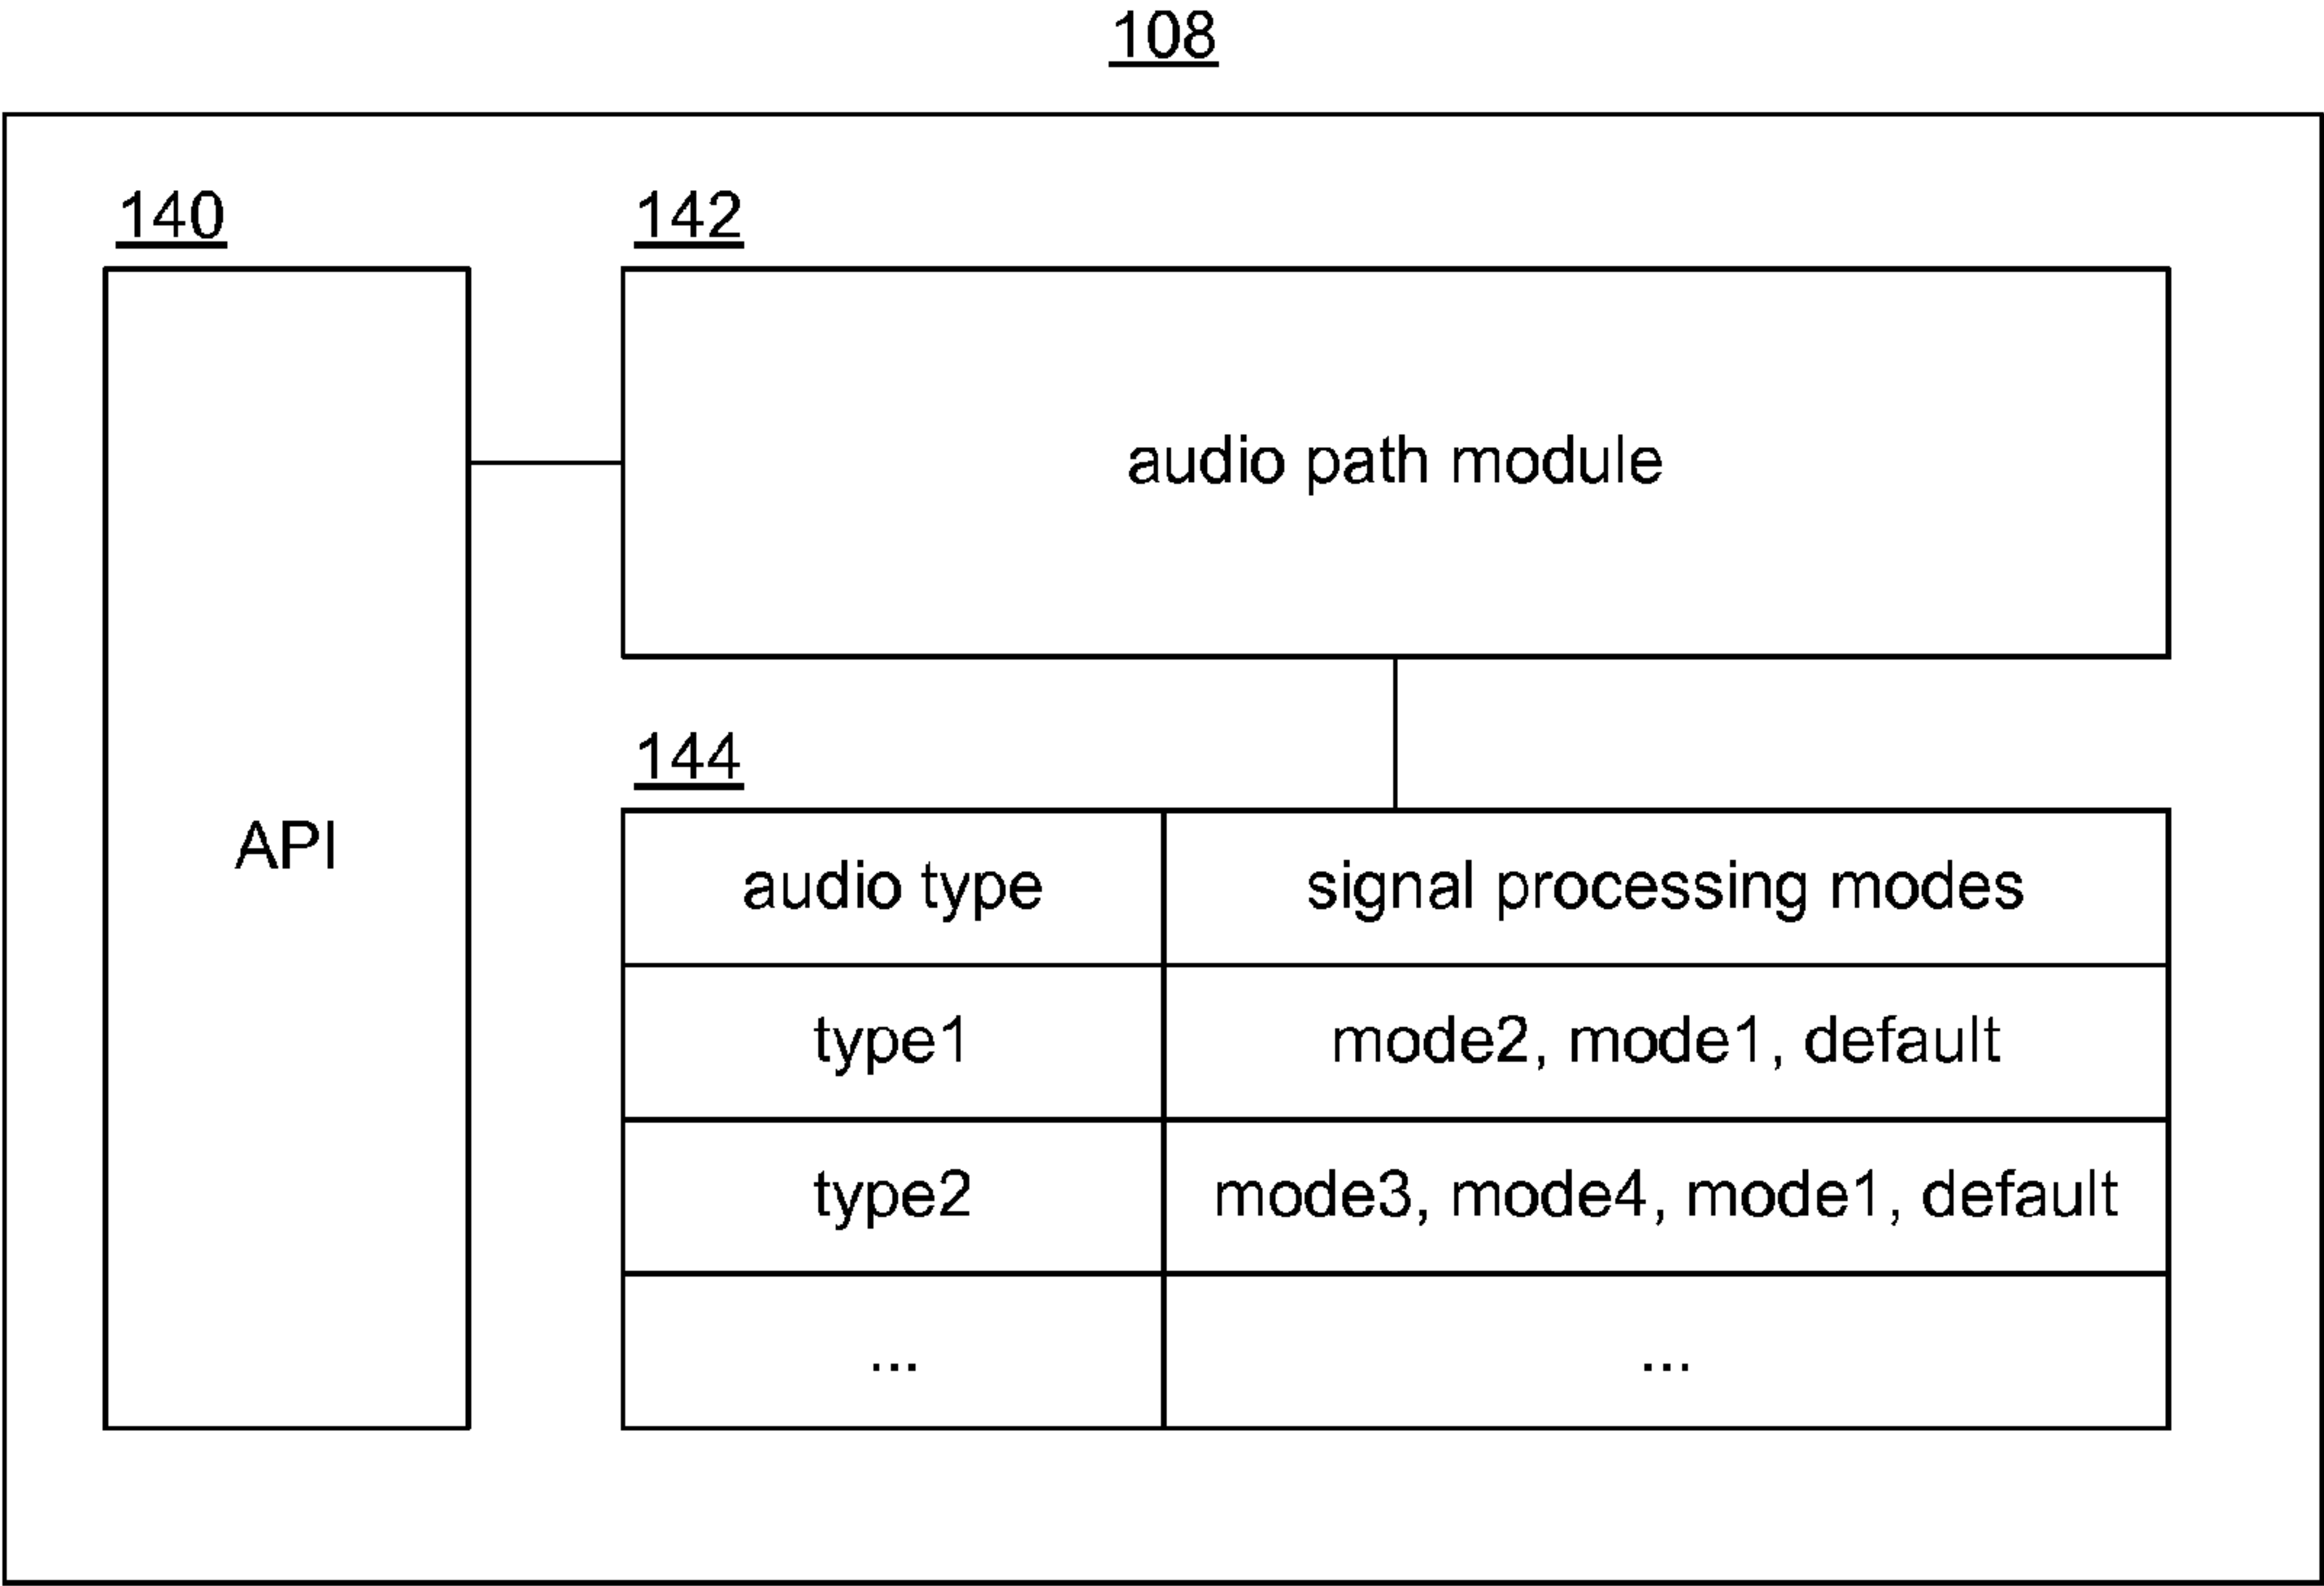 108
140
142
audio path module
API
144
audio type signal processing modes
type1 mode2, mode1, default
type2 mode3, mode4, mode1, default
... ...